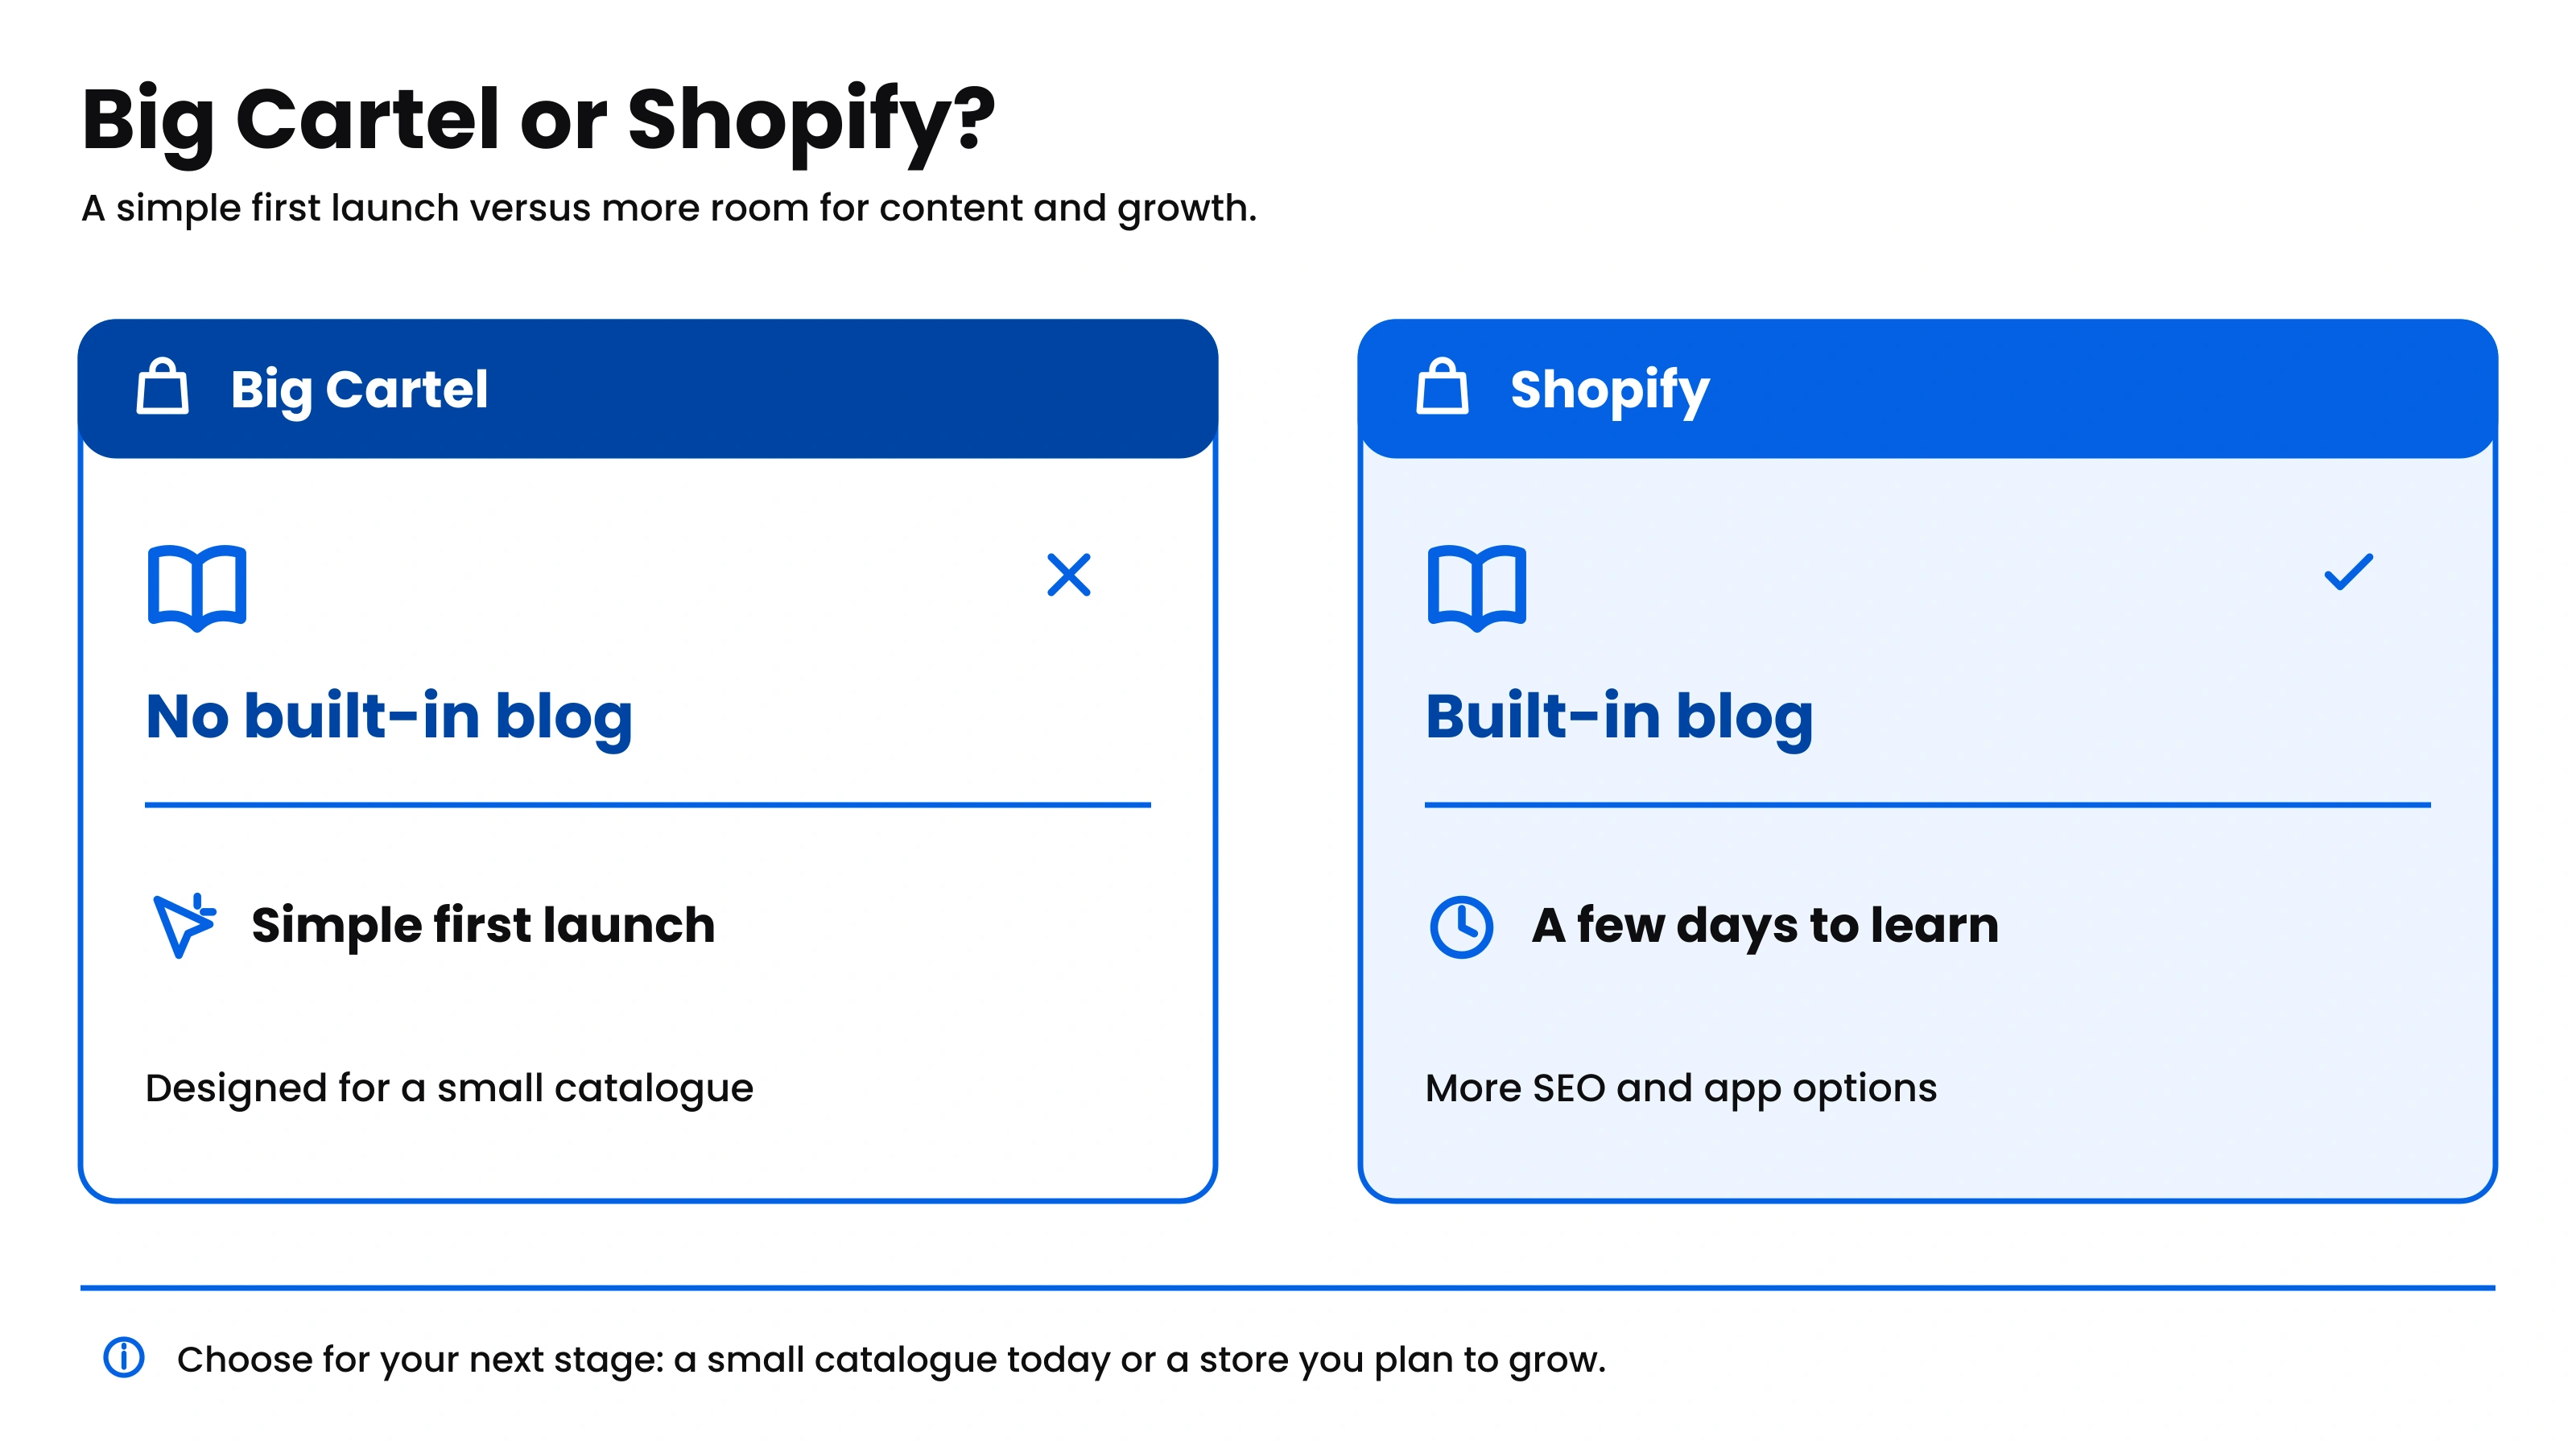 Big Cartel or Shopify?
A simple first launch versus more room for content and growth.
Big Cartel
No built-in blog
Simple first launch
Designed for a small catalogue
Shopify
Built-in blog
A few days to learn
More SEO and app options
Choose for your next stage: a small catalogue today or a store you plan to grow.